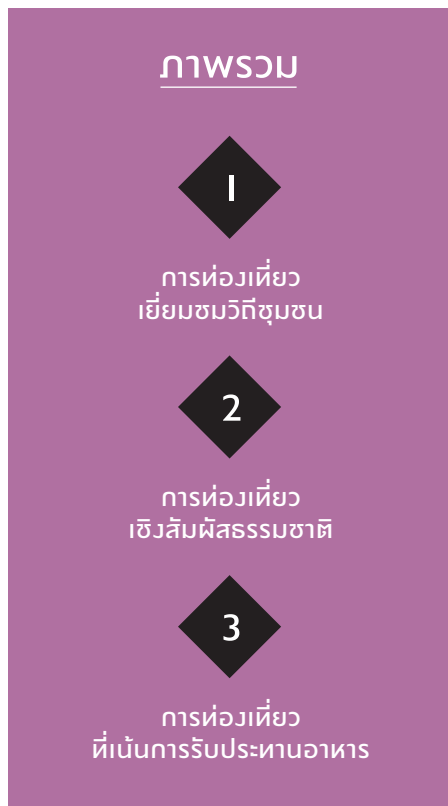 ภาพรวม
1
การท่องเที่ยว
เยี่ยมชมวิถีชุมชน
2
การท่องเที่ยว
เชิงสัมผัสธรรมชาติ
3
การท่องเที่ยว
ที่เน้นการรับประทานอาหาร